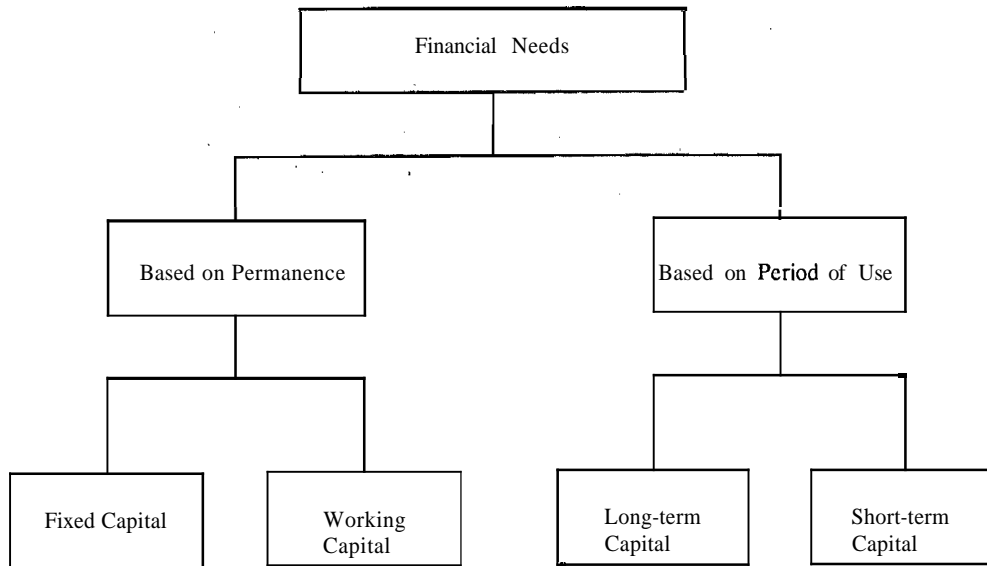 Financial Needs
Based on Permanence
Based on Period of Use
Fixed Capital
Working
Capital
Long-term
Capital
Short-term
Capital